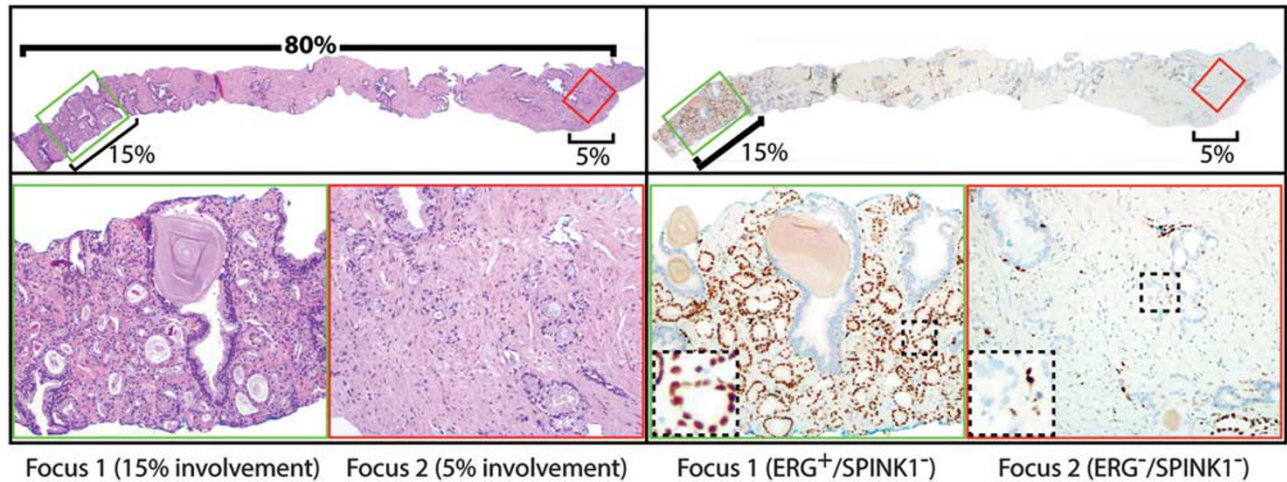 80%
15%
5%
15%
5%
Focus 1 (15% involvement)
Focus 2 (5% involvement)
Focus 1 (ERG⁺/SPINK1⁻)
Focus 2 (ERG⁻/SPINK1⁻)